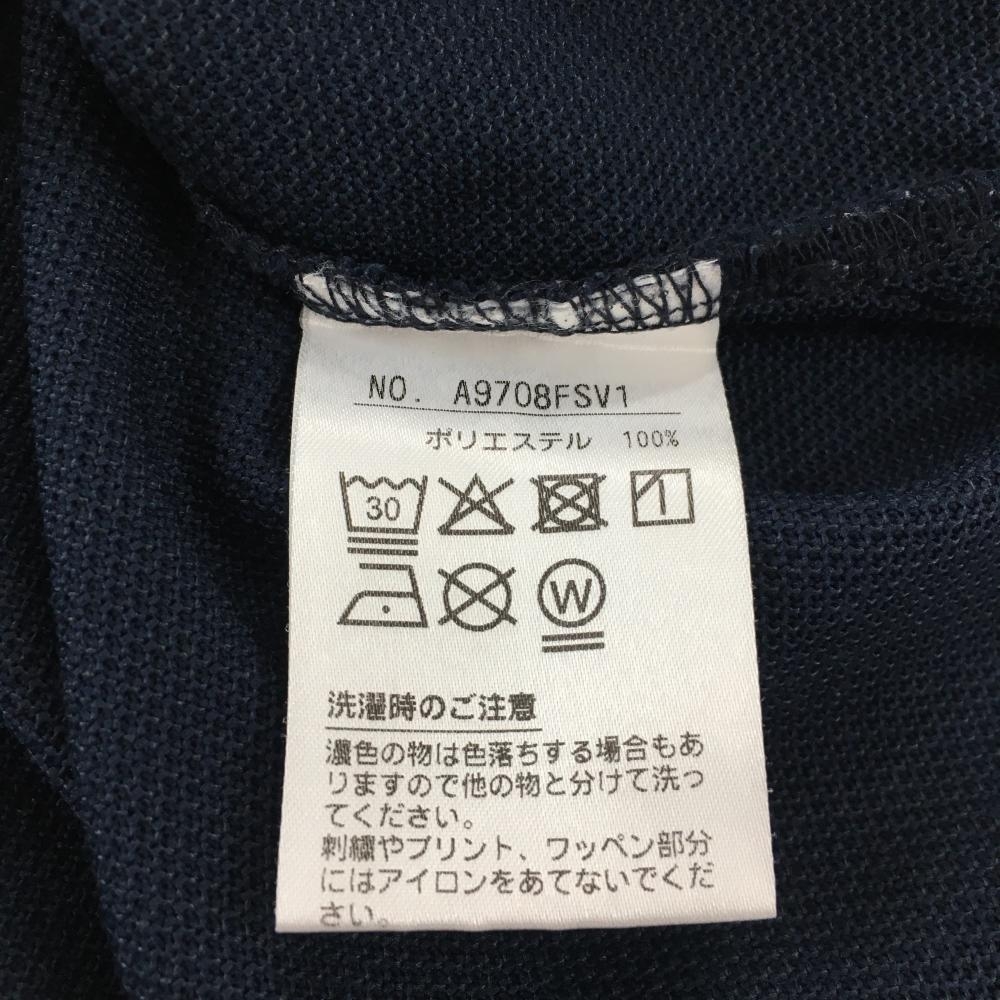 NO. A9708FSV1
ポリエステル 100%
30
W
洗濯時のご注意
濃色の物は色落ちする場合もあ
りますので他の物と分けて洗っ
てください。
刺繍やプリント、ワッペン部分
にはアイロンをあてないでくだ
さい。